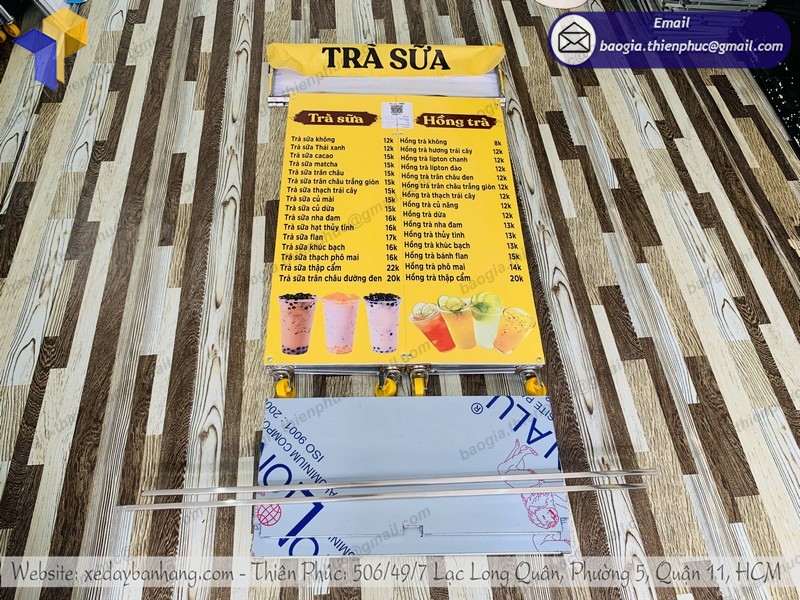 Email
baogia.thienphuc@gmail.com
TRÀ SỮA
Trà sữa
Trà sữa không 12k
Trà sữa Thái xanh 12k
Trà sữa cacao 15k
Trà sữa matcha 15k
Trà sữa trân châu 15k
Trà sữa trân châu trắng giòn 15k
Trà sữa thạch trái cây 15k
Trà sữa củ mài 15k
Trà sữa củ dừa 15k
Trà sữa nha đam 16k
Trà sữa hạt thủy tinh 16k
Trà sữa flan 17k
Trà sữa khúc bạch 16k
Trà sữa thạch phô mai 16k
Trà sữa thập cẩm 22k
Trà sữa trân châu đường đen 20k
Hồng trà
Hồng trà không 8k
Hồng trà hương trái cây 12k
Hồng trà lipton chanh 12k
Hồng trà lipton đào 12k
Hồng trà trân châu đen 12k
Hồng trà trân châu trắng giòn 12k
Hồng trà thạch trái cây 12k
Hồng trà củ năng 12k
Hồng trà dừa 12k
Hồng trà nha đam 13k
Hồng trà thủy tinh 13k
Hồng trà khúc bạch 13k
Hồng trà bánh flan 15k
Hồng trà phô mai 14k
Hồng trà thập cẩm 20k
ISO 9001
ALUMINIUM
Website: xedaybanhang.com - Thiên Phúc: 506/49/7 Lạc Long Quân, Phường 5, Quận 11, HCM